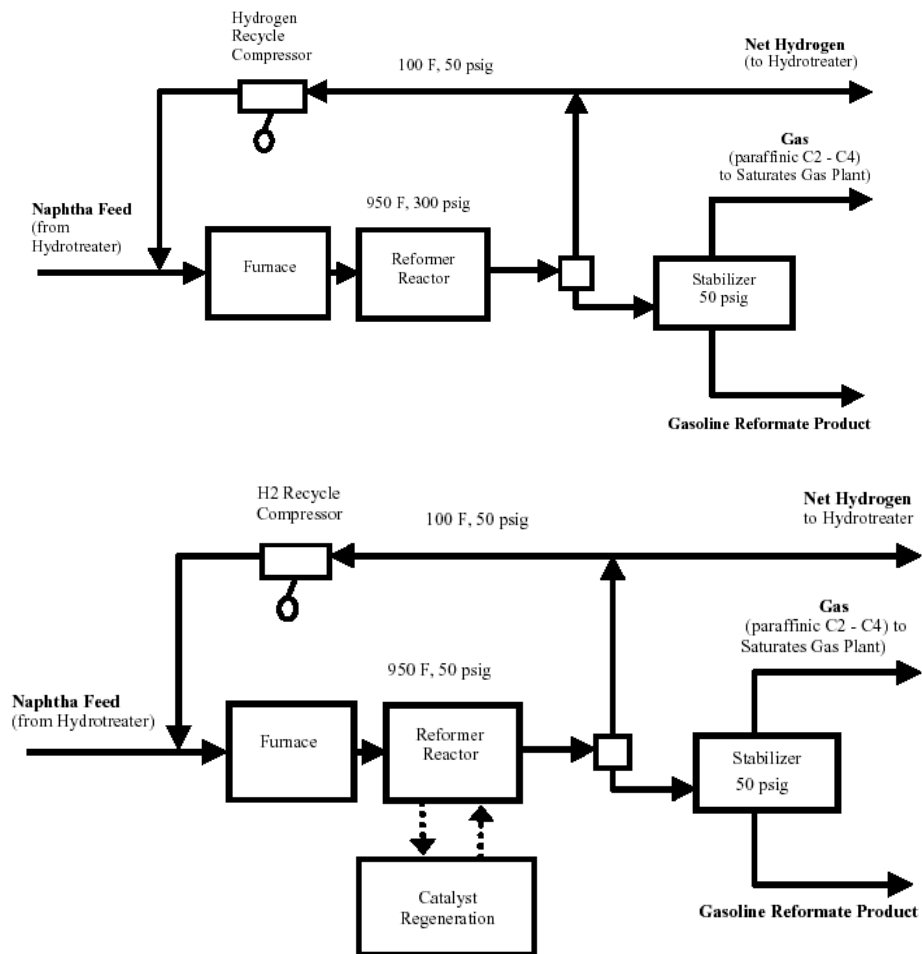 Hydrogen
Recycle
Compressor
100 F, 50 psig
Net Hydrogen
(to Hydrotreater)
Gas
(paraffinic C2 - C4)
to Saturates Gas Plant)
Naphtha Feed
(from
Hydrotreater)
950 F, 300 psig
Furnace
Reformer
Reactor
Stabilizer
50 psig
Gasoline Reformate Product
H2 Recycle
Compressor
100 F, 50 psig
Net Hydrogen
to Hydrotreater
Gas
(paraffinic C2 - C4) to
Saturates Gas Plant)
Naphtha Feed
(from Hydrotreater)
950 F, 50 psig
Furnace
Reformer
Reactor
Stabilizer
50 psig
Catalyst
Regeneration
Gasoline Reformate Product